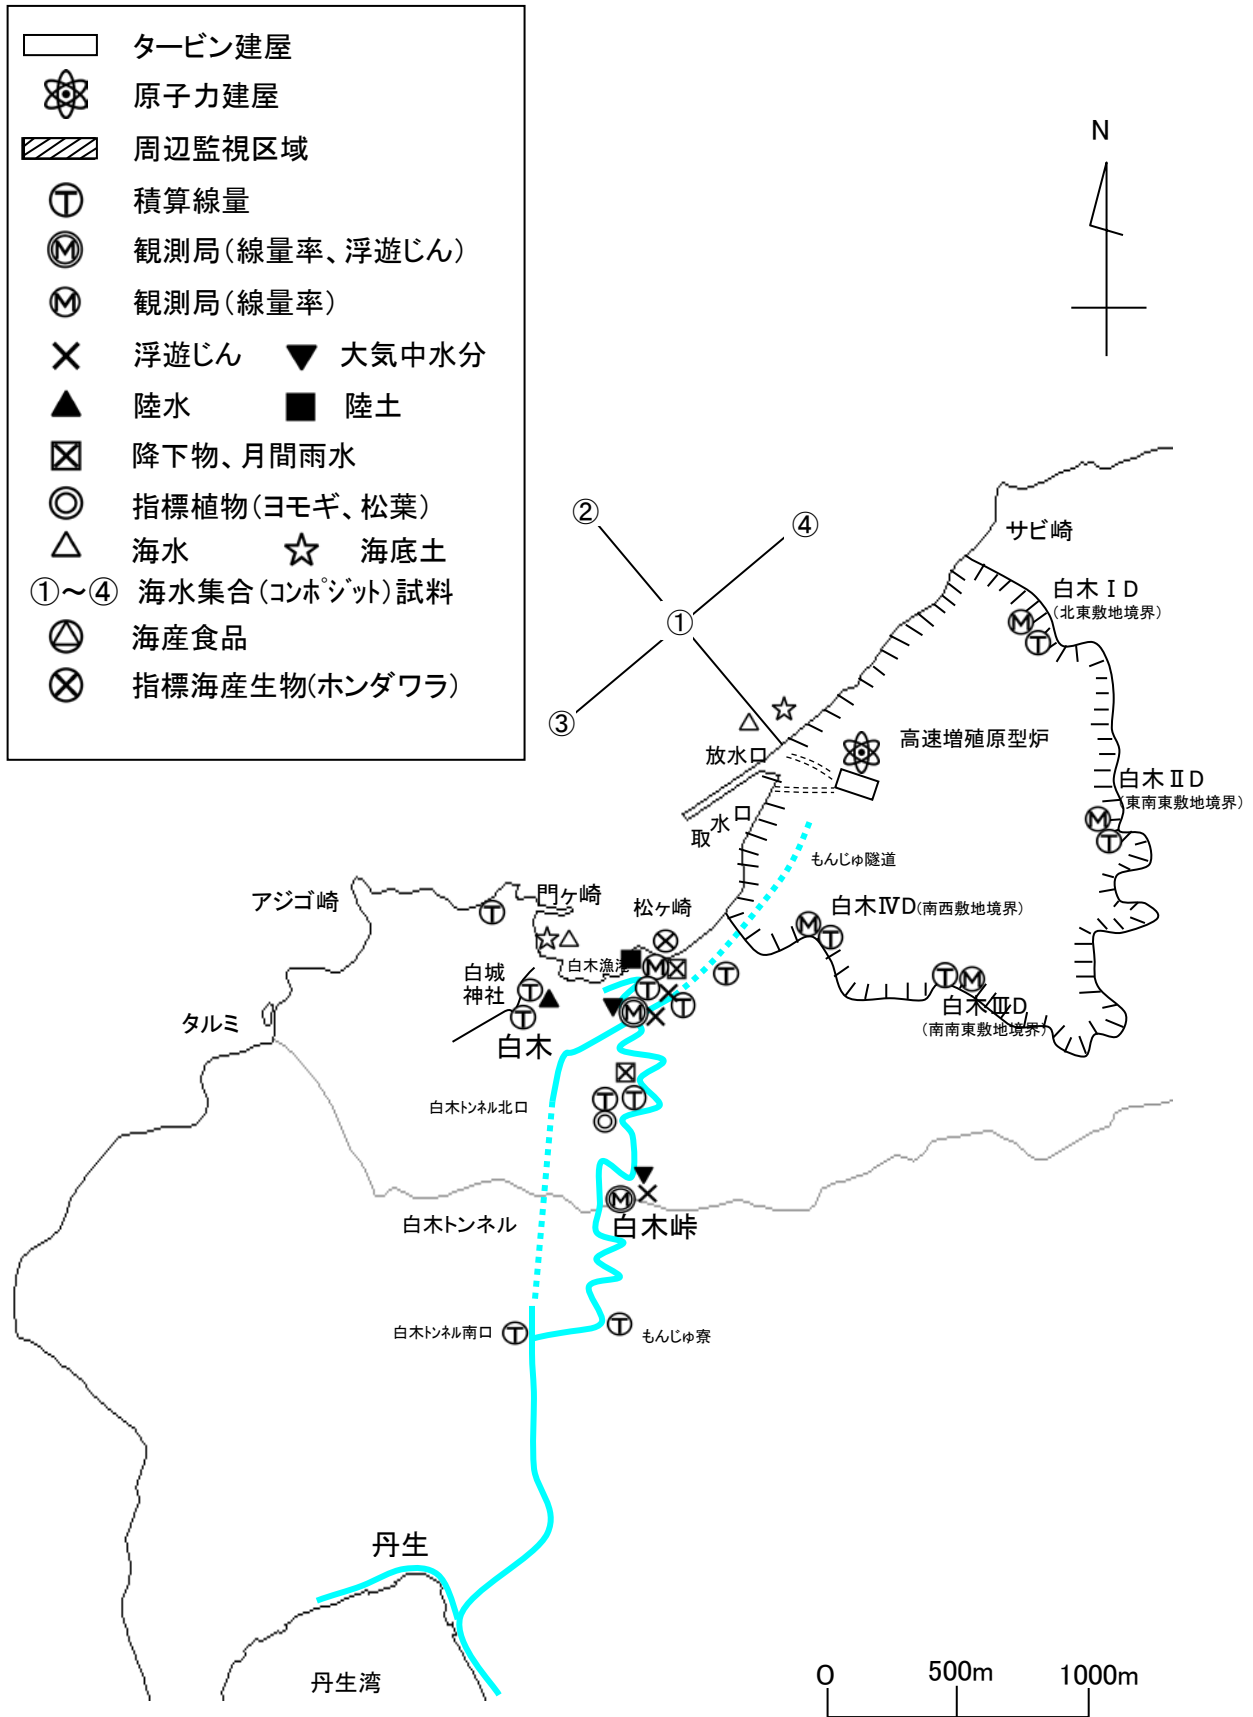 タービン建屋
原子力建屋
周辺監視区域
Ⓣ 積算線量
Ⓜ 観測局(線量率、浮遊じん)
Ⓜ 観測局(線量率)
浮遊じん ▼ 大気中水分
▲ 陸水 ■ 陸土
降下物、月間雨水
◎ 指標植物(ヨモギ、松葉)
△ 海水 ☆ 海底土
①～④ 海水集合(コンポジット)試料
海産食品
指標海産生物(ホンダワラ)
N
②
④
①
③
サビ崎
白木ⅠD
(北東敷地境界)
高速増殖原型炉
放水口
白木ⅡD
(東南東敷地境界)
取水口
もんじゅ隧道
アジゴ崎
門ヶ崎
松ヶ崎
白木ⅣD(南西敷地境界)
白城
神社
白木漁港
白木ⅢD
(南南東敷地境界)
タルミ
白木
白木トンネル北口
白木トンネル
白木峠
白木トンネル南口
もんじゅ寮
丹生
丹生湾
0 500m 1000m